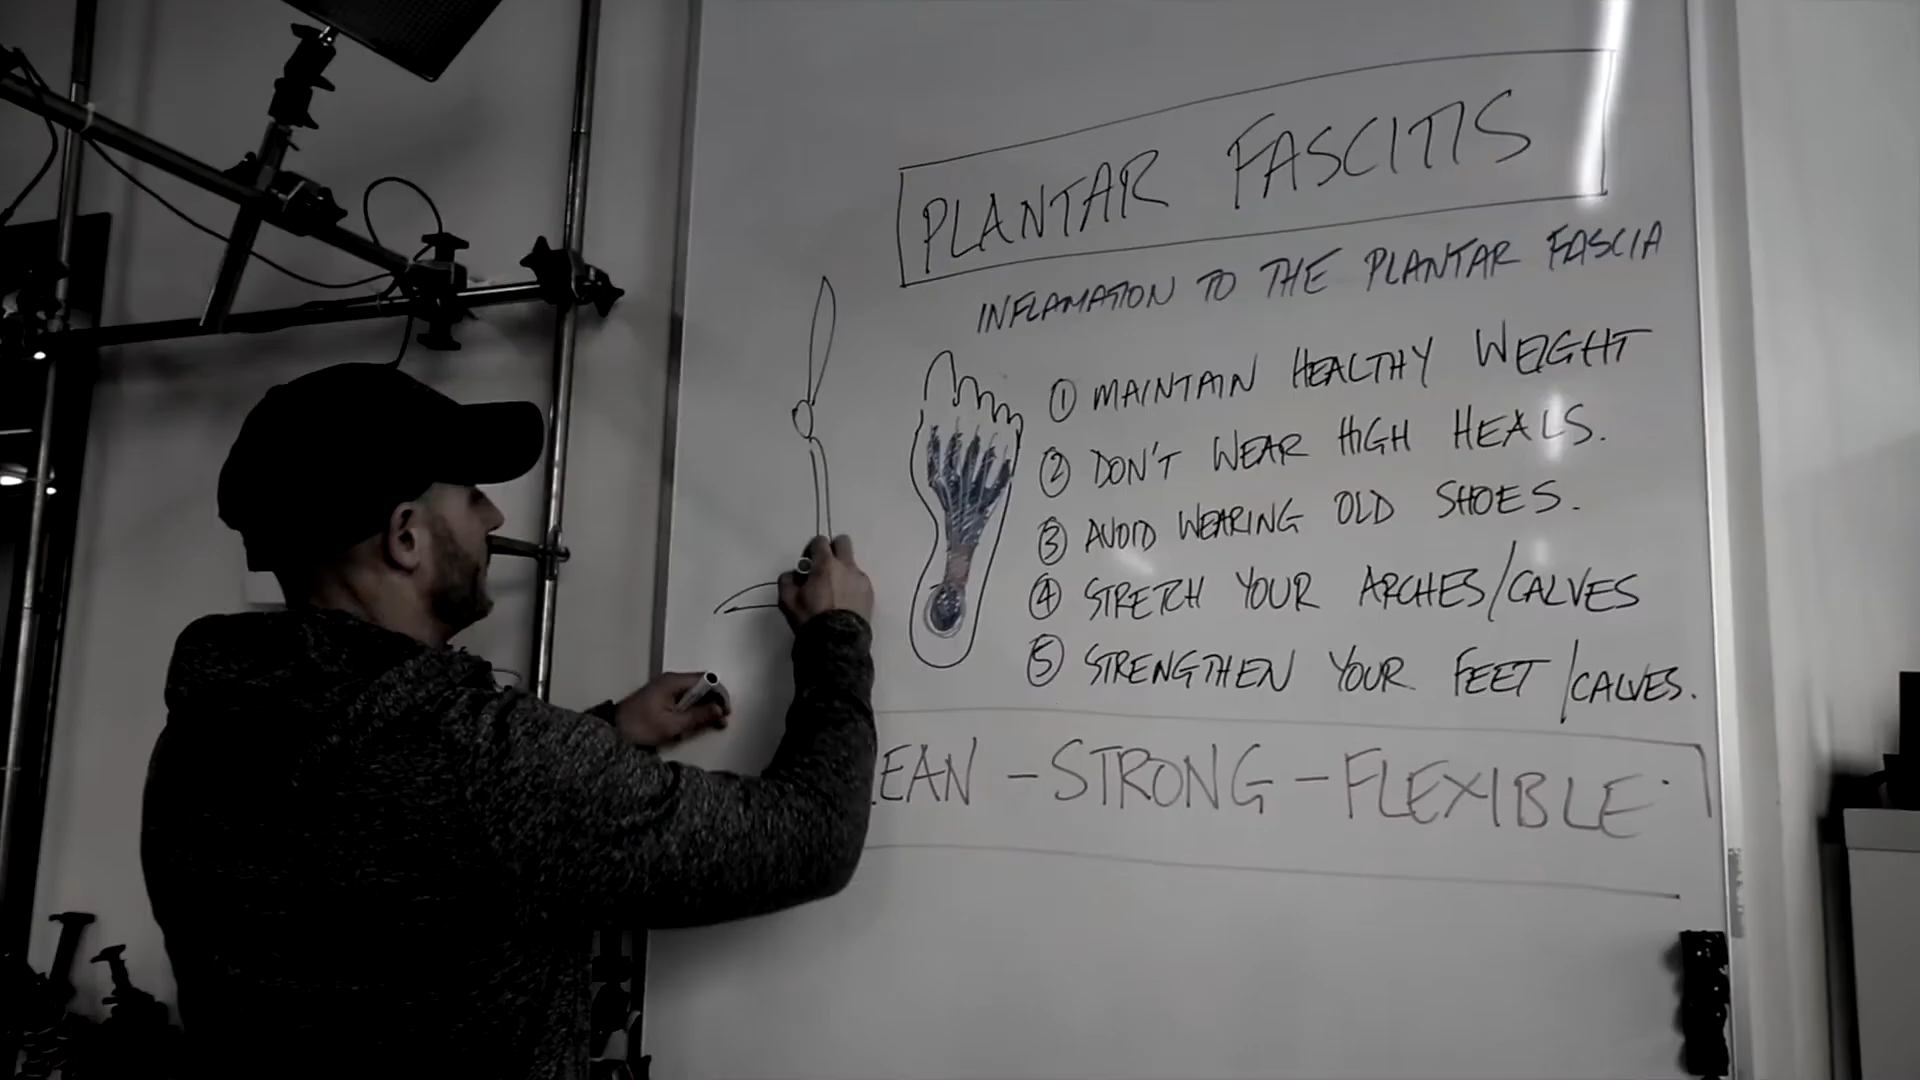 PLANTAR FASCITIS
INFLAMATION TO THE PLANTAR FASCIA
① MAINTAIN HEALTHY WEIGHT
② DON'T WEAR HIGH HEALS.
③ AVOID WEARING OLD SHOES.
④ STRETCH YOUR ARCHES/CALVES
⑤ STRENGTHEN YOUR FEET/CALVES.
LEAN - STRONG - FLEXIBLE